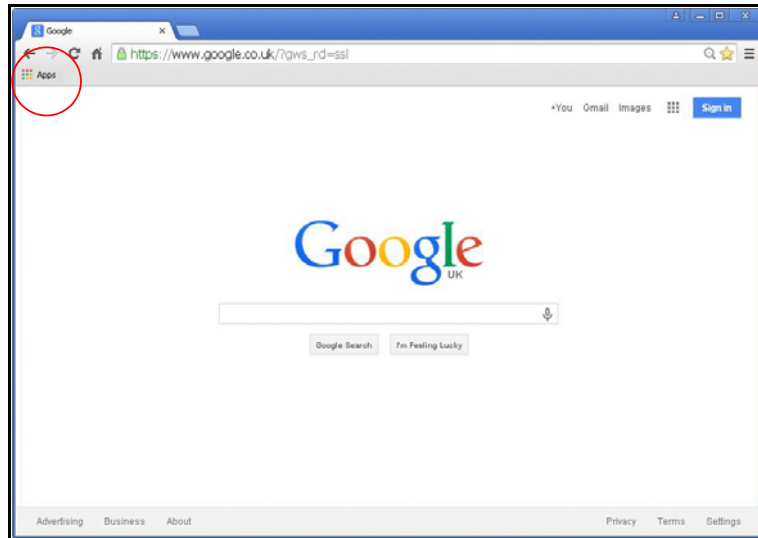 Google
https://www.google.co.uk/?gws_rd=ssl
Apps
+You Gmail Images Sign in
Google
UK
Google Search I'm Feeling Lucky
Advertising Business About Privacy Terms Settings